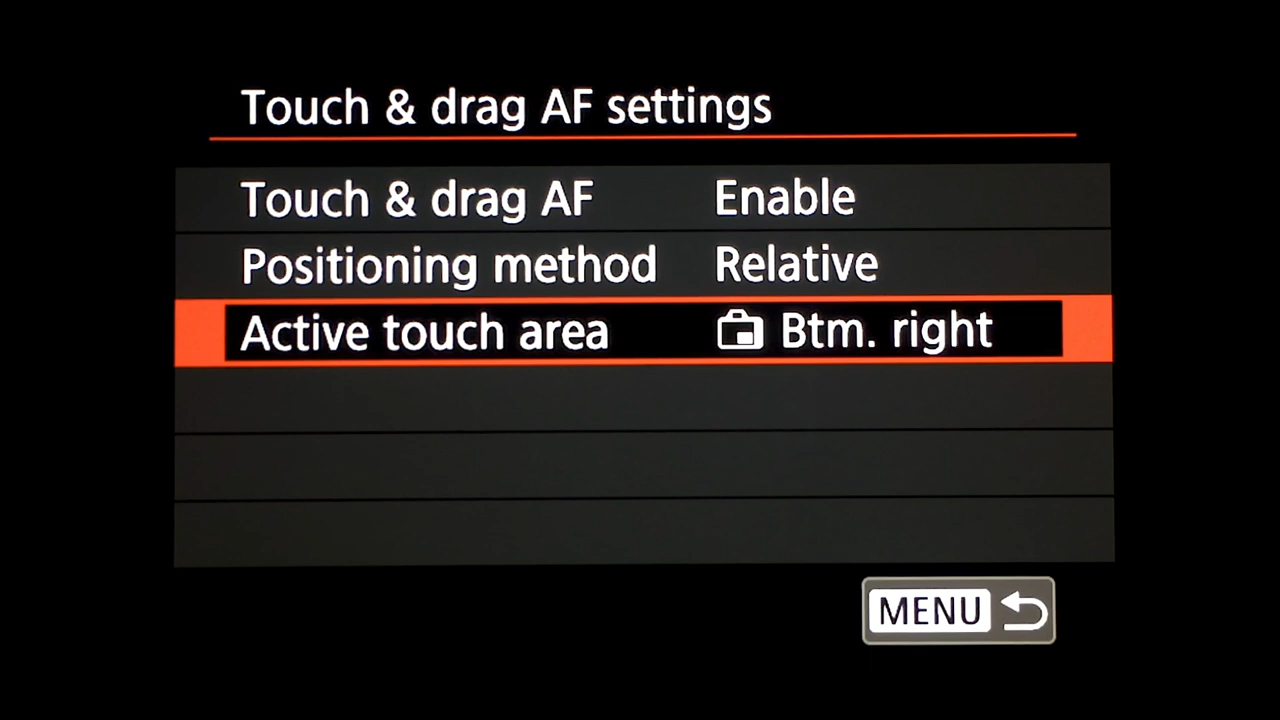 Touch & drag AF settings
Touch & drag AF Enable
Positioning method Relative
Active touch area Btm. right
MENU